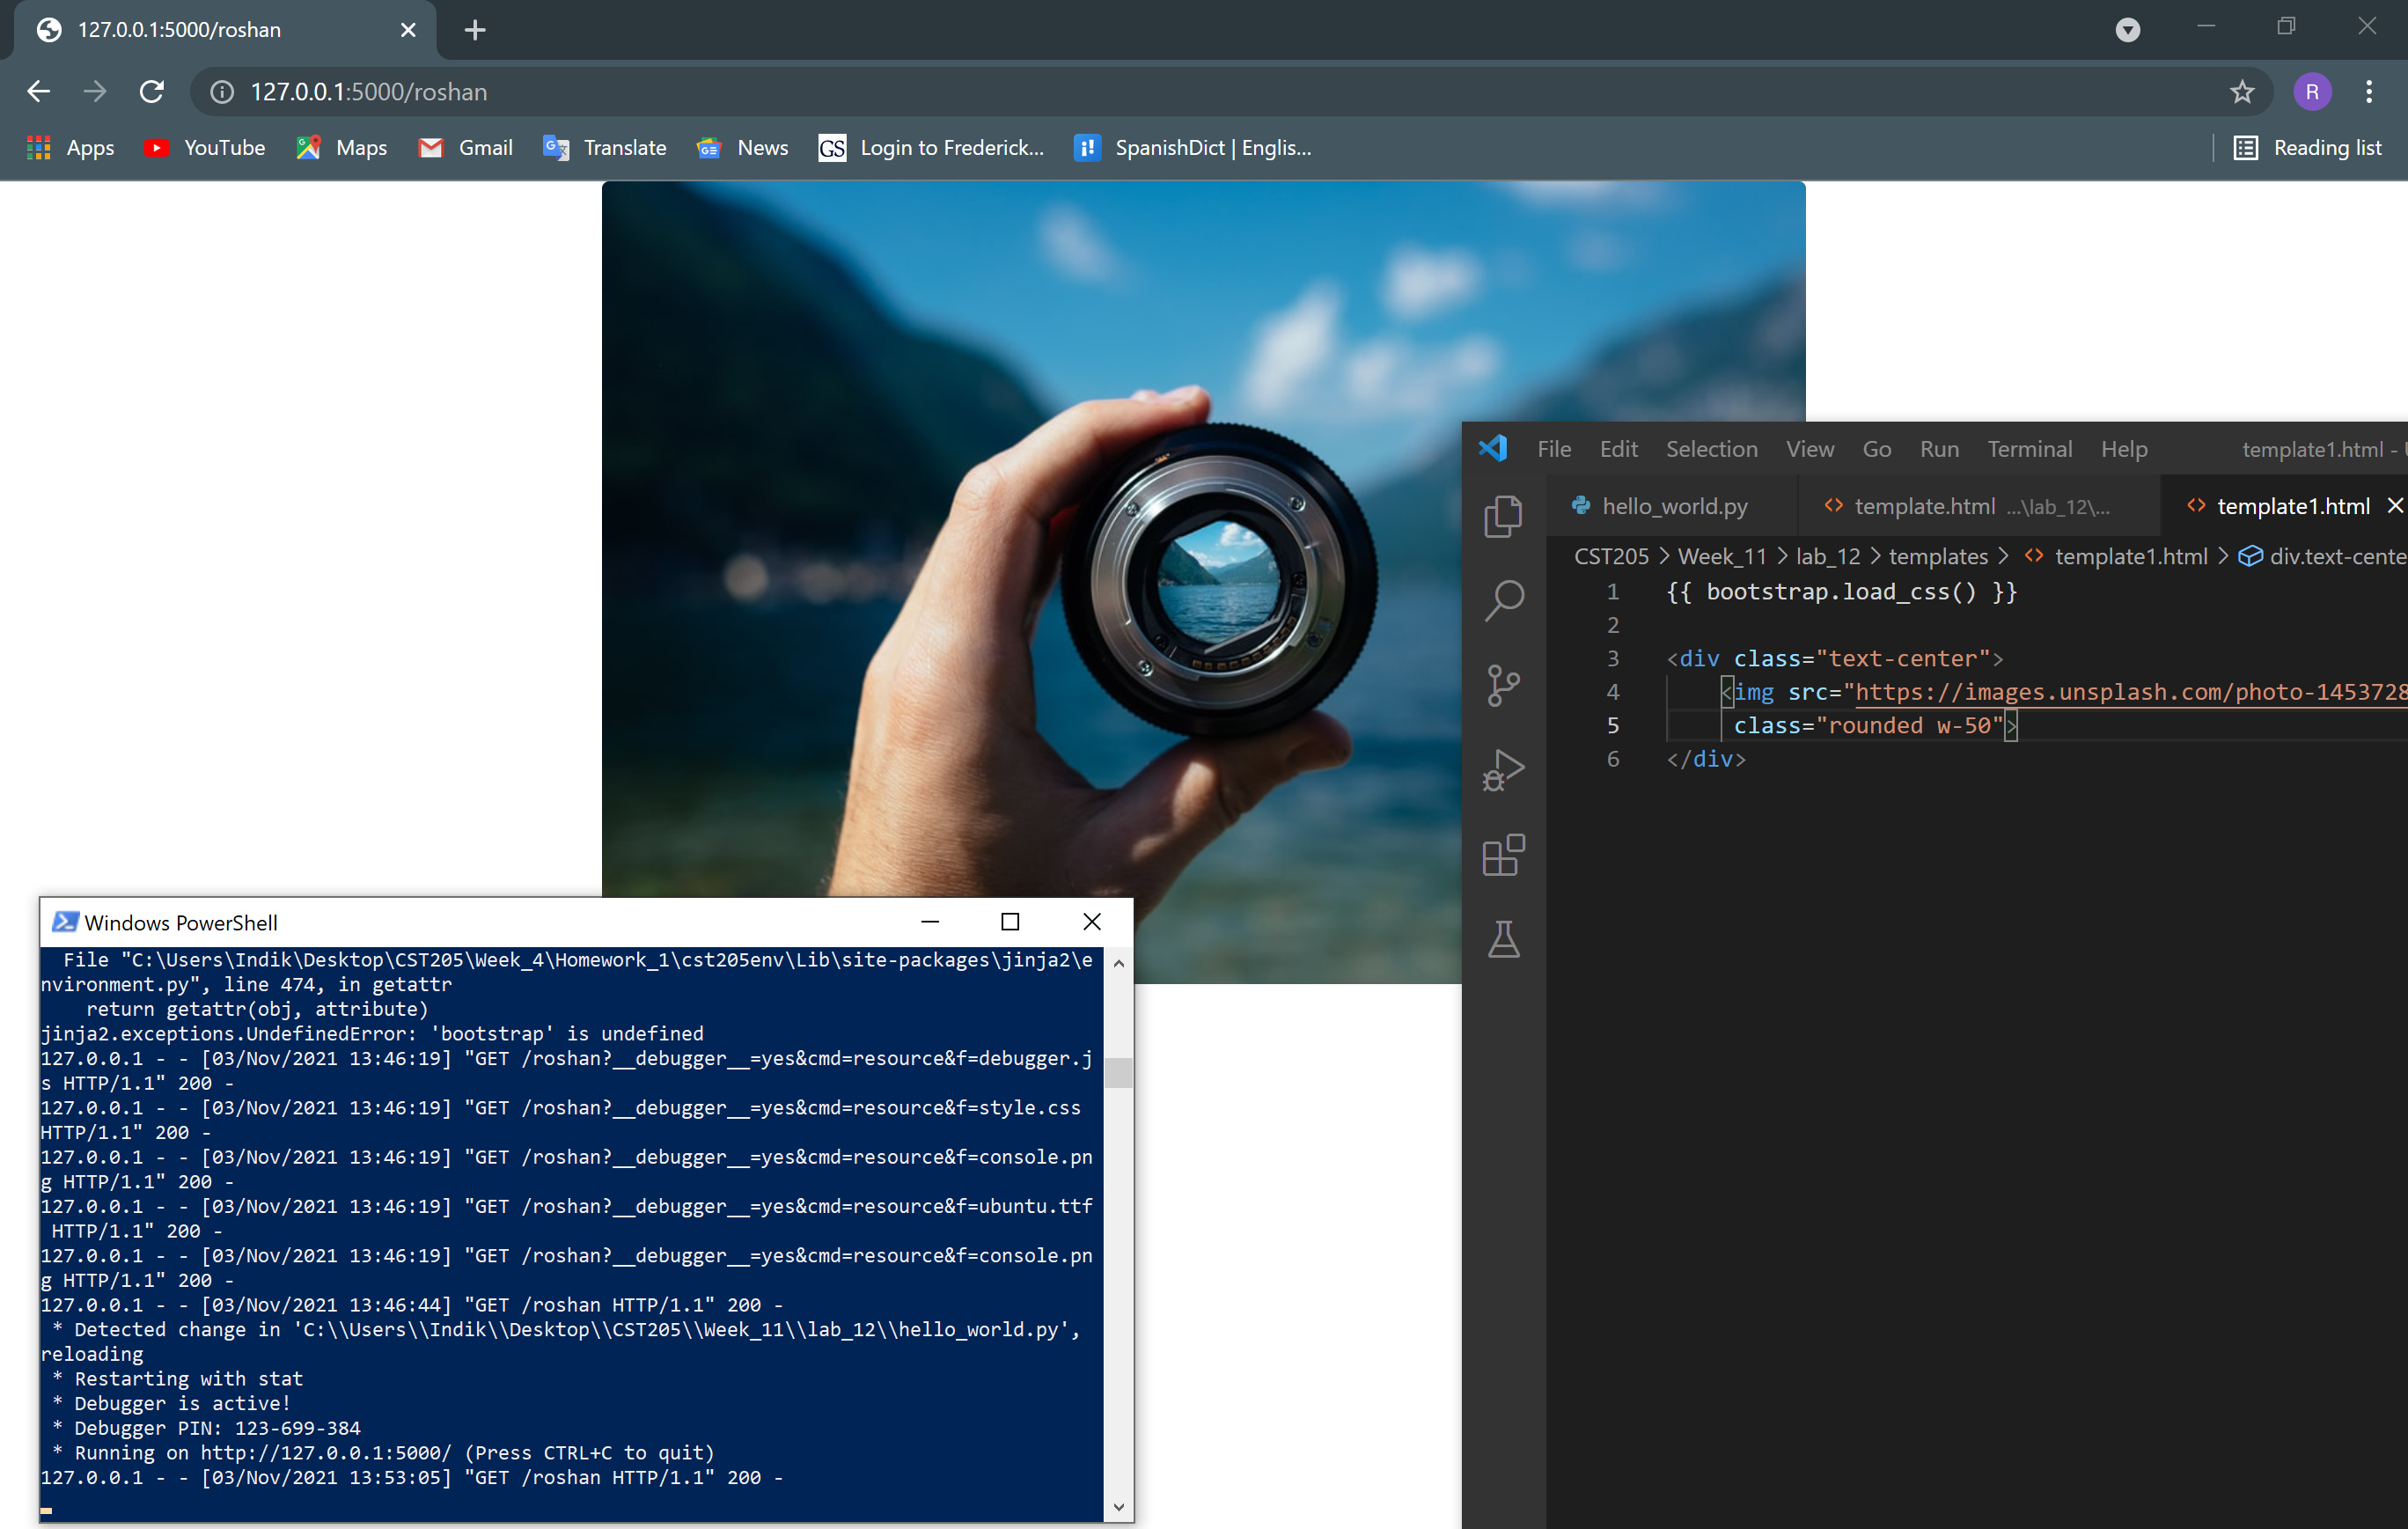 127.0.0.1:5000/roshan
127.0.0.1:5000/roshan
R
Apps YouTube Maps Gmail Translate News GS Login to Frederick... SpanishDict | Englis... Reading list
File Edit Selection View Go Run Terminal Help template1.html -
hello_world.py template.html ...\lab_12\... template1.html
CST205 > Week_11 > lab_12 > templates > template1.html > div.text-cente
1 {{ bootstrap.load_css() }}
2
3 <div class="text-center">
4 <img src="https://images.unsplash.com/photo-1453728
5 class="rounded w-50">
6 </div>
Windows PowerShell
File "C:\Users\Indik\Desktop\CST205\Week_4\Homework_1\cst205env\Lib\site-packages\jinja2\e
nvironment.py", line 474, in getattr
return getattr(obj, attribute)
jinja2.exceptions.UndefinedError: 'bootstrap' is undefined
127.0.0.1 - - [03/Nov/2021 13:46:19] "GET /roshan?__debugger__=yes&cmd=resource&f=debugger.j
s HTTP/1.1" 200 -
127.0.0.1 - - [03/Nov/2021 13:46:19] "GET /roshan?__debugger__=yes&cmd=resource&f=style.css
HTTP/1.1" 200 -
127.0.0.1 - - [03/Nov/2021 13:46:19] "GET /roshan?__debugger__=yes&cmd=resource&f=console.pn
g HTTP/1.1" 200 -
127.0.0.1 - - [03/Nov/2021 13:46:19] "GET /roshan?__debugger__=yes&cmd=resource&f=ubuntu.ttf
HTTP/1.1" 200 -
127.0.0.1 - - [03/Nov/2021 13:46:19] "GET /roshan?__debugger__=yes&cmd=resource&f=console.pn
g HTTP/1.1" 200 -
127.0.0.1 - - [03/Nov/2021 13:46:44] "GET /roshan HTTP/1.1" 200 -
* Detected change in 'C:\\Users\\Indik\\Desktop\\CST205\\Week_11\\lab_12\\hello_world.py',
reloading
* Restarting with stat
* Debugger is active!
* Debugger PIN: 123-699-384
* Running on http://127.0.0.1:5000/ (Press CTRL+C to quit)
127.0.0.1 - - [03/Nov/2021 13:53:05] "GET /roshan HTTP/1.1" 200 -